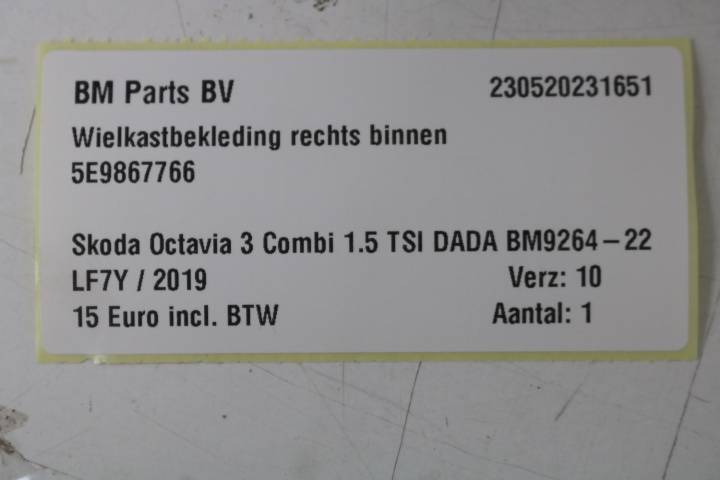 BM Parts BV 230520231651
Wielkastbekleding rechts binnen
5E9867766
Skoda Octavia 3 Combi 1.5 TSI DADA BM9264-22
LF7Y / 2019 Verz: 10
15 Euro incl. BTW Aantal: 1